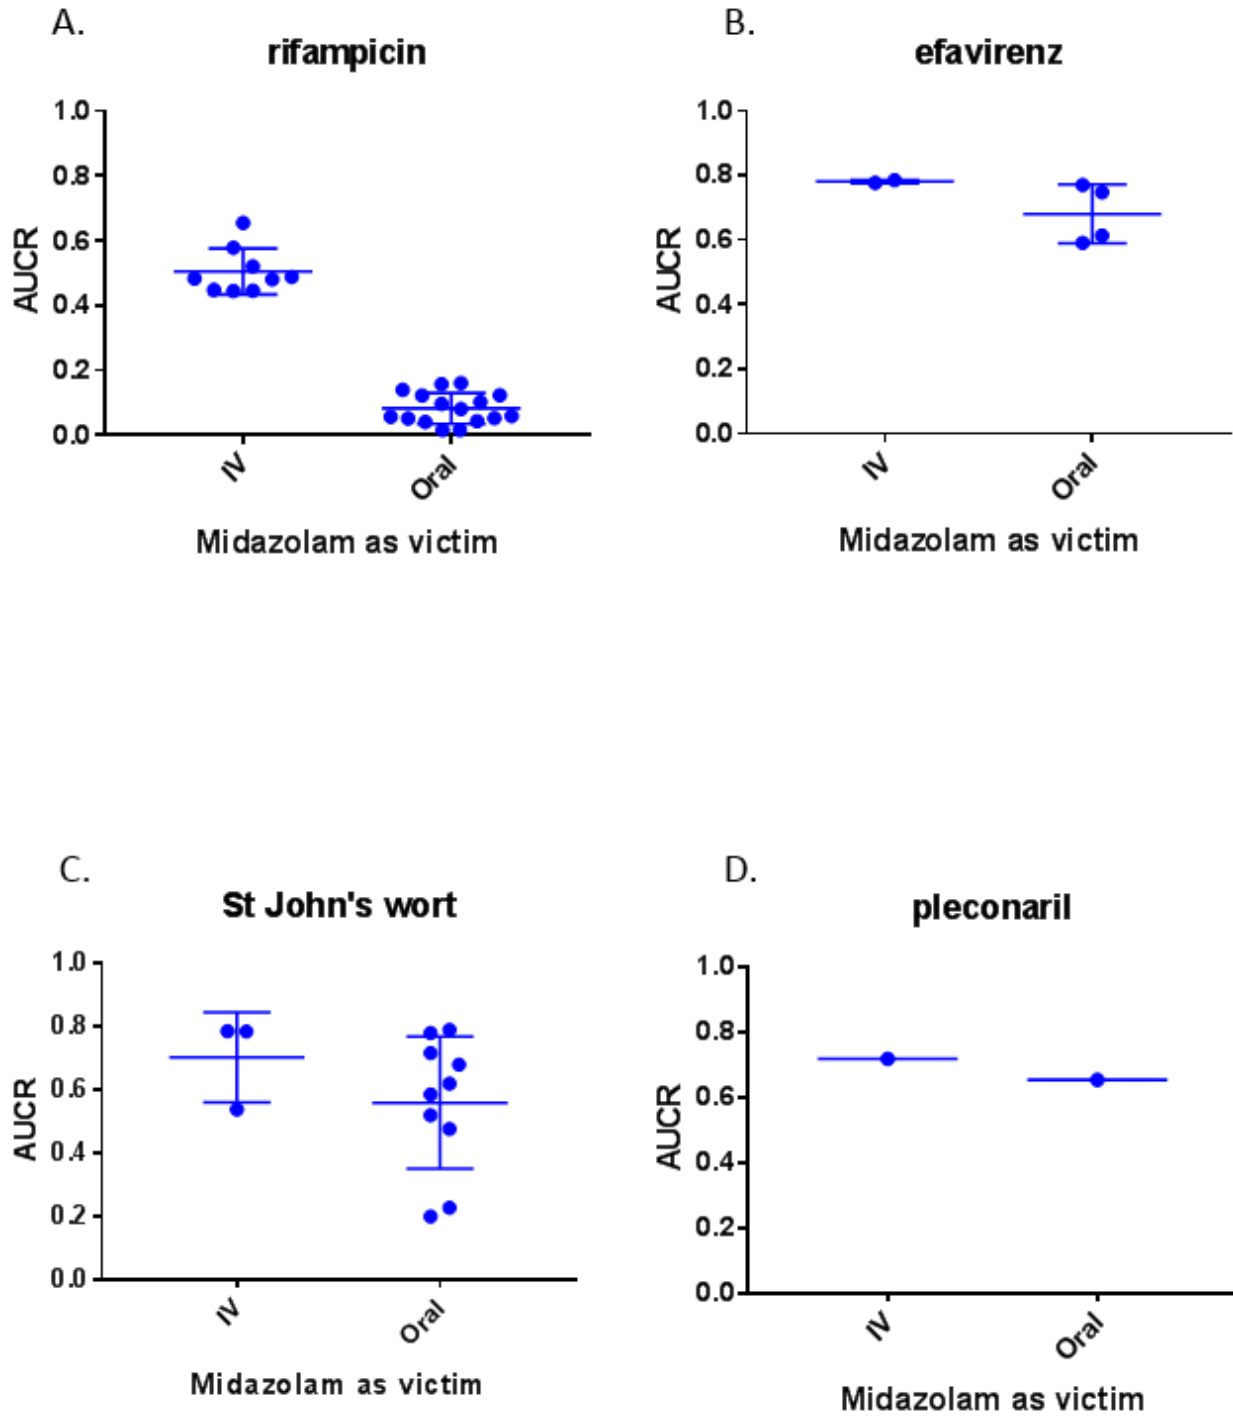 A.
rifampicin
AUCR
1.0
0.8
0.6
0.4
0.2
0.0
IV
Oral
Midazolam as victim
B.
efavirenz
AUCR
1.0
0.8
0.6
0.4
0.2
0.0
IV
Oral
Midazolam as victim
C.
St John's wort
AUCR
1.0
0.8
0.6
0.4
0.2
0.0
IV
Oral
Midazolam as victim
D.
pleconaril
AUCR
1.0
0.8
0.6
0.4
0.2
0.0
IV
Oral
Midazolam as victim